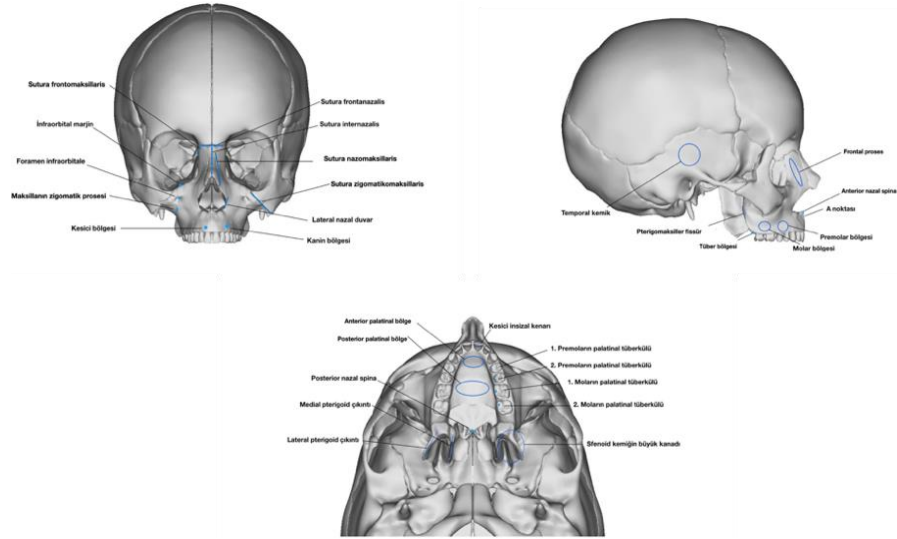 Sutura frontomaksillaris
Sutura frontanazalis
İnfraorbital marjin
Sutura internazalis
Foramen infraorbitale
Sutura nazomaksillaris
Maksillanın zigomatik prosesi
Sutura zigomatikomaksillaris
Lateral nazal duvar
Kesici bölgesi
Kanin bölgesi
Frontal proses
Anterior nazal spina
Temporal kemik
A noktası
Pterigomaksiller fissür
Premolar bölgesi
Tüber bölgesi
Molar bölgesi
Anterior palatinal bölge
Kesici insizal kenarı
Posterior palatinal bölge
1. Premoların palatinal tüberkülü
2. Premoların palatinal tüberkülü
Posterior nazal spina
1. Moların palatinal tüberkülü
Medial pterigoid çıkıntı
2. Moların palatinal tüberkülü
Lateral pterigoid çıkıntı
Sfenoid kemiğin büyük kanadı